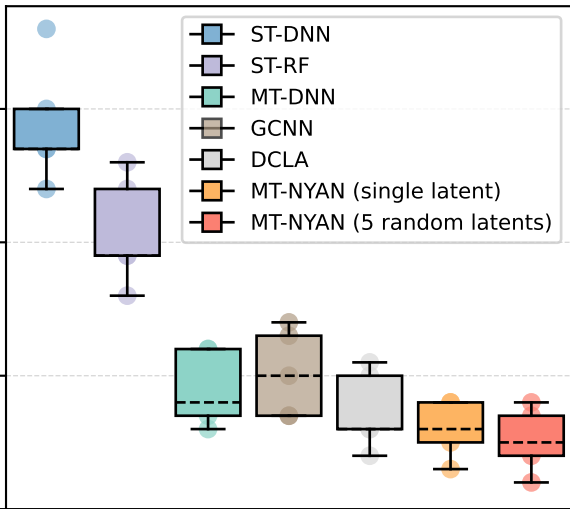 ST-DNN
ST-RF
MT-DNN
GCNN
DCLA
MT-NYAN (single latent)
MT-NYAN (5 random latents)